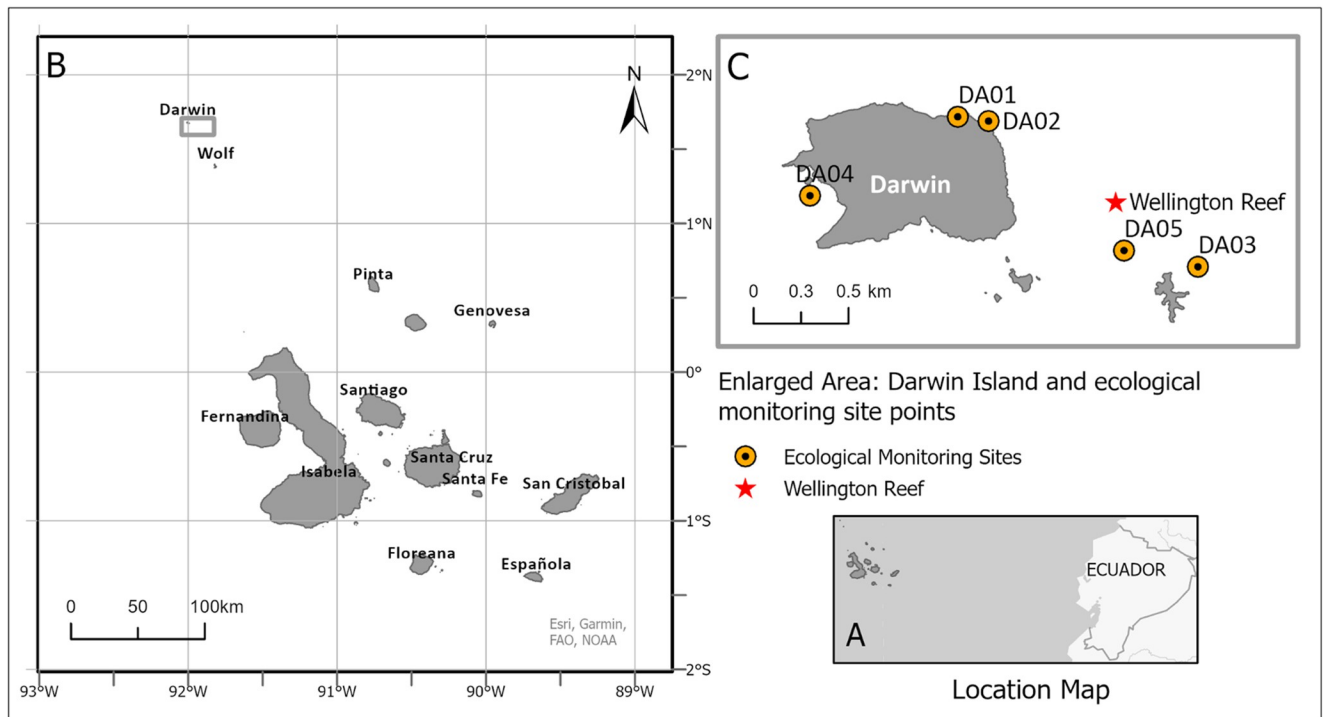 B
N
2°N
Darwin
Wolf
1°N
Pinta
Genovesa
0°
Santiago
Fernandina
Santa Cruz
Isabela
Santa Fe
San Cristobal
1°S
Floreana
Española
0 50 100km
Esri, Garmin,
FAO, NOAA
2°S
93°W 92°W 91°W 90°W 89°W
C
DA01
DA02
DA04
Darwin
Wellington Reef
DA05
DA03
0 0.3 0.5 km
Enlarged Area: Darwin Island and ecological
monitoring site points
Ecological Monitoring Sites
Wellington Reef
ECUADOR
A
Location Map